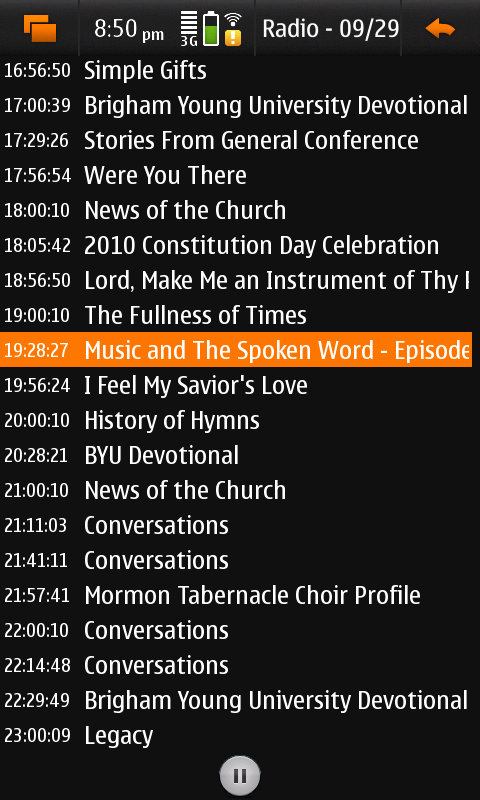 8:50 pm
3G
Radio - 09/29
16:56:50 Simple Gifts
17:00:39 Brigham Young University Devotional
17:29:26 Stories From General Conference
17:56:54 Were You There
18:00:10 News of the Church
18:05:42 2010 Constitution Day Celebration
18:56:50 Lord, Make Me an Instrument of Thy
19:00:10 The Fullness of Times
19:28:27 Music and The Spoken Word - Episode
19:56:24 I Feel My Savior's Love
20:00:10 History of Hymns
20:28:21 BYU Devotional
21:00:10 News of the Church
21:11:03 Conversations
21:41:11 Conversations
21:57:41 Mormon Tabernacle Choir Profile
22:00:10 Conversations
22:14:48 Conversations
22:29:49 Brigham Young University Devotional
23:00:09 Legacy